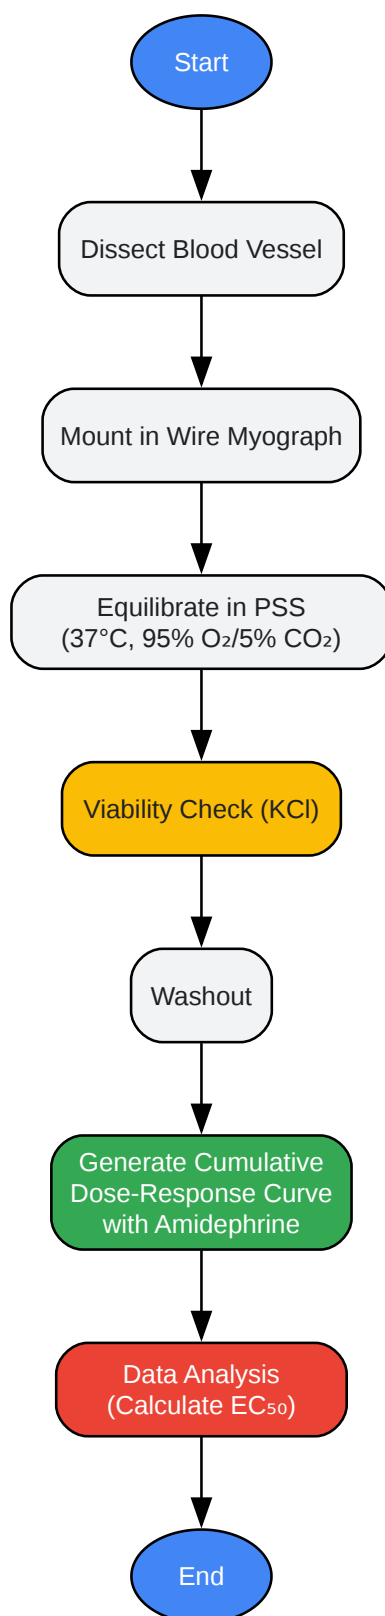 Start
Dissect Blood Vessel
Mount in Wire Myograph
Equilibrate in PSS
(37°C, 95% O₂/5% CO₂)
Viability Check (KCl)
Washout
Generate Cumulative
Dose-Response Curve
with Amidephrine
Data Analysis
(Calculate EC₅₀)
End